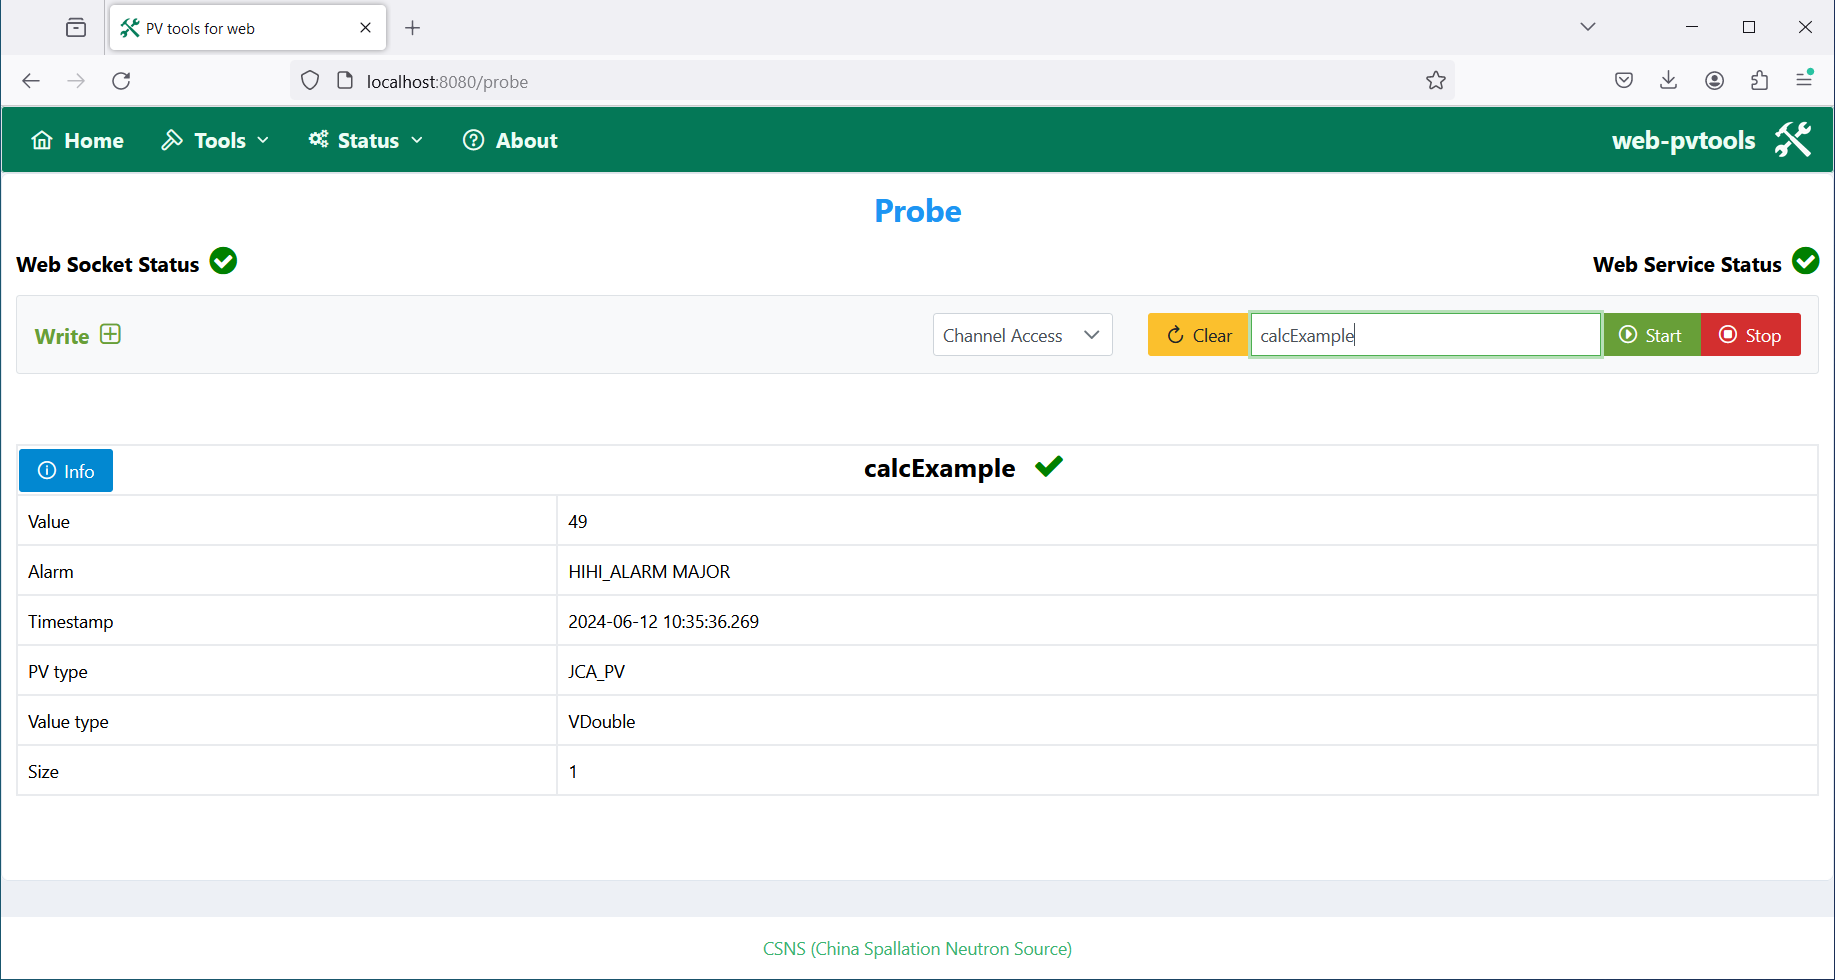 PV tools for web
localhost:8080/probe
Home Tools Status About web-pvtools
Probe
Web Socket Status Web Service Status
Write Channel Access Clear calcExample Start Stop
Info calcExample
Value 49
Alarm HIHI_ALARM MAJOR
Timestamp 2024-06-12 10:35:36.269
PV type JCA_PV
Value type VDouble
Size 1
CSNS (China Spallation Neutron Source)